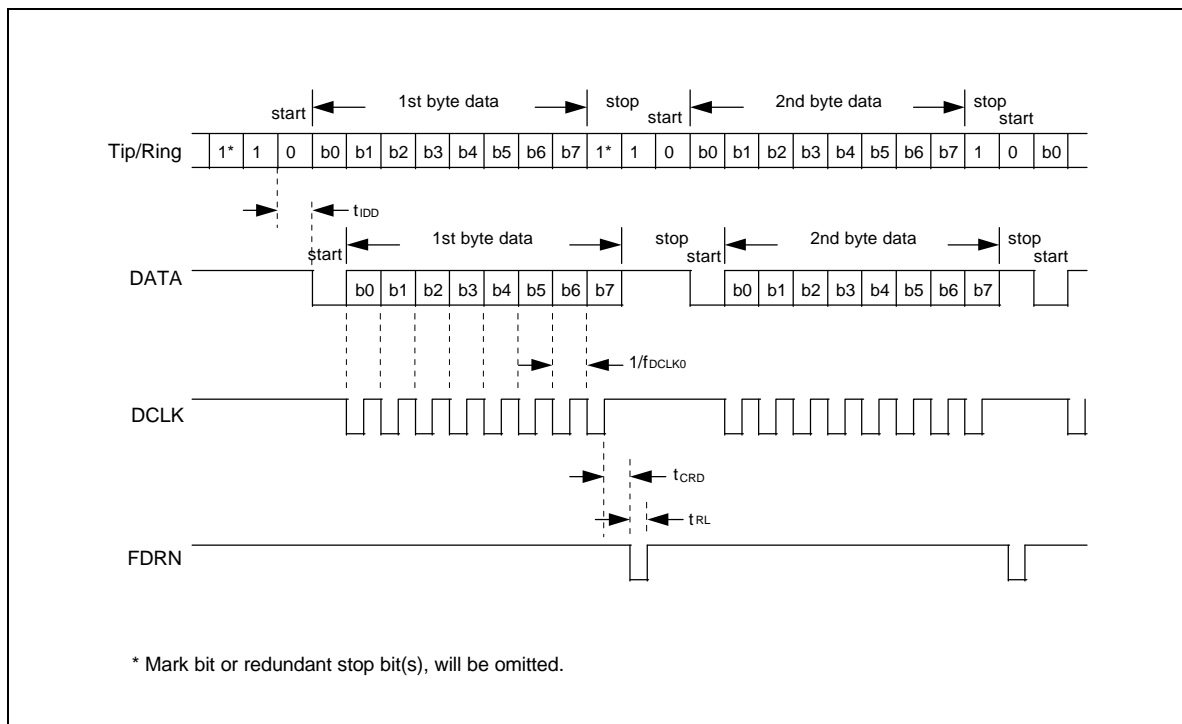 1st byte data stop 2nd byte data stop
start start start
Tip/Ring 1* 1 0 b0 b1 b2 b3 b4 b5 b6 b7 1* 1 0 b0 b1 b2 b3 b4 b5 b6 b7 1 0 b0
tIDD
1st byte data stop 2nd byte data stop
start start start
DATA b0 b1 b2 b3 b4 b5 b6 b7 b0 b1 b2 b3 b4 b5 b6 b7
1/fDCLK0
DCLK
tCRD
tRL
FDRN
* Mark bit or redundant stop bit(s), will be omitted.